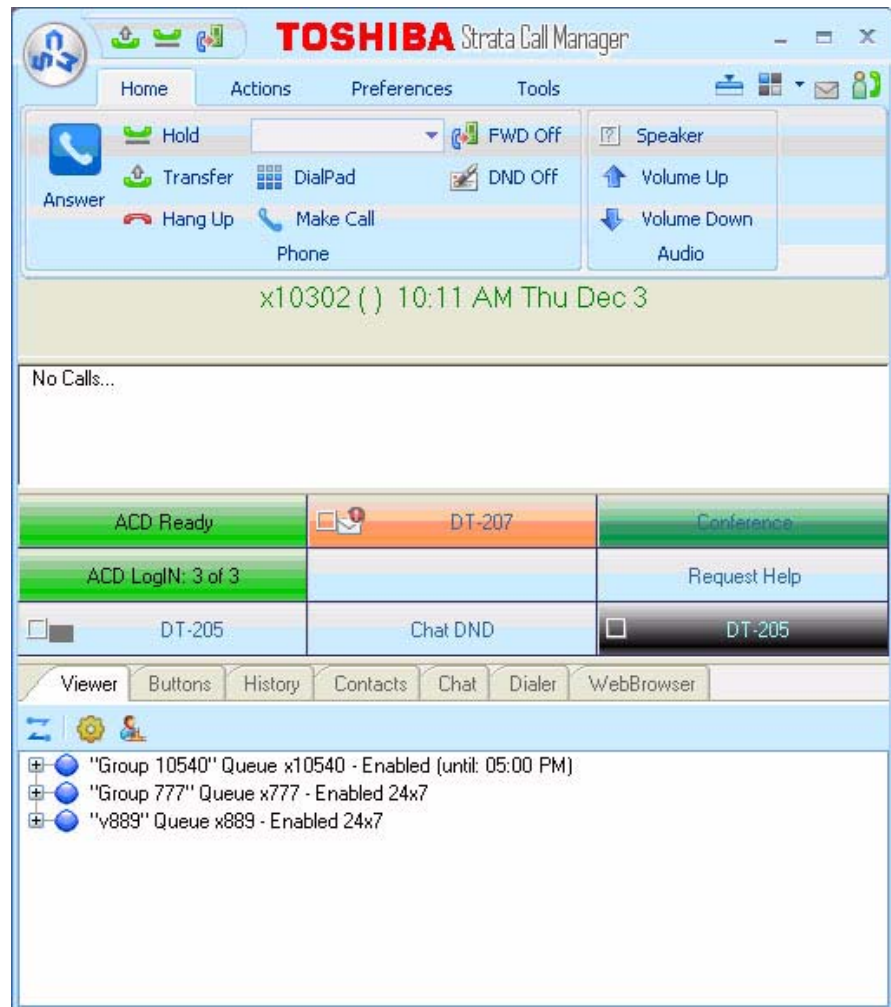 TOSHIBA Strata Call Manager
Home Actions Preferences Tools
Answer
Hold
FWD Off
Transfer
DialPad
DND Off
Hang Up
Make Call
Phone
Speaker
Volume Up
Volume Down
Audio
x10302 ( ) 10:11 AM Thu Dec 3
No Calls...
ACD Ready DT-207 Conference
ACD LogIN: 3 of 3 Request Help
DT-205 Chat DND DT-205
Viewer Buttons History Contacts Chat Dialer WebBrowser
"Group 10540" Queue x10540 - Enabled (until: 05:00 PM)
"Group 777" Queue x777 - Enabled 24x7
"v889" Queue x889 - Enabled 24x7